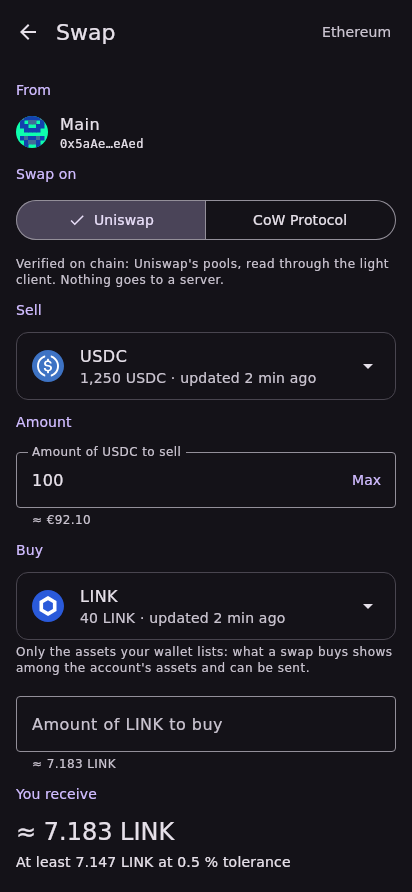 Swap
Ethereum
From
Main
0x5aAe…eAed
Swap on
Uniswap
CoW Protocol
Verified on chain: Uniswap's pools, read through the light
client. Nothing goes to a server.
Sell
USDC
1,250 USDC · updated 2 min ago
Amount
Amount of USDC to sell
100
Max
≈ €92.10
Buy
LINK
40 LINK · updated 2 min ago
Only the assets your wallet lists: what a swap buys shows
among the account's assets and can be sent.
Amount of LINK to buy
≈ 7.183 LINK
You receive
≈ 7.183 LINK
At least 7.147 LINK at 0.5 % tolerance